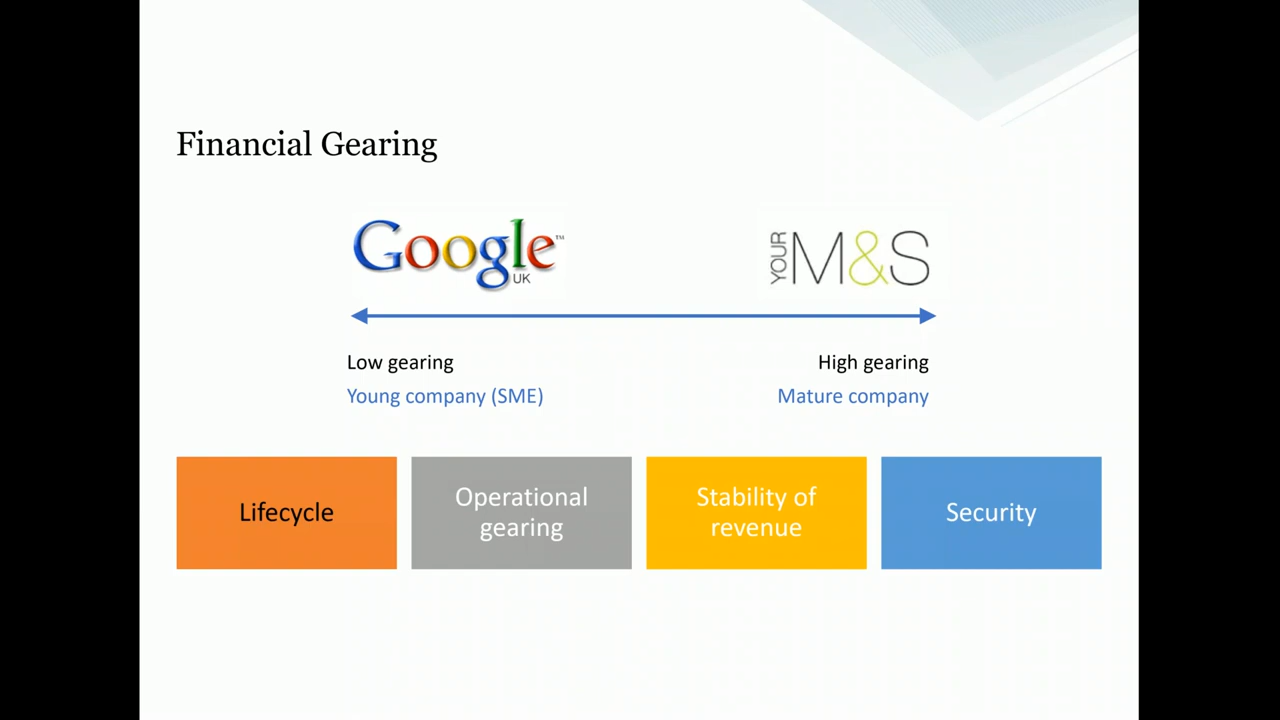 Financial Gearing
Google™
UK
YOUR M&S
Low gearing
High gearing
Young company (SME)
Mature company
Lifecycle
Operational
gearing
Stability of
revenue
Security